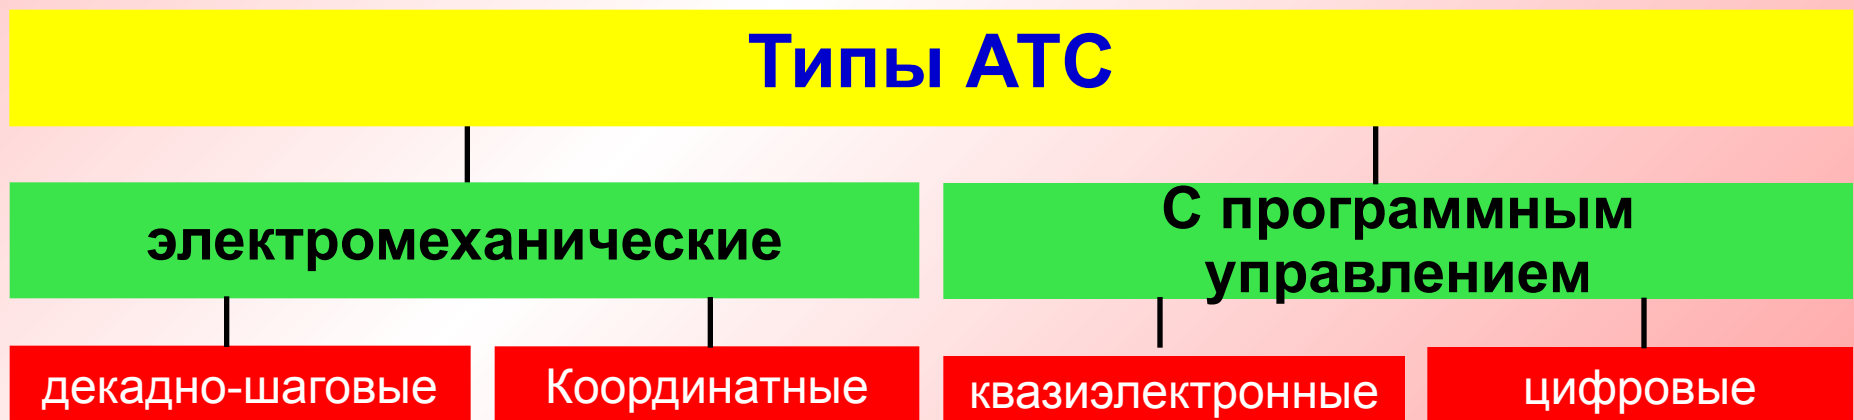 Типы АТС
электромеханические
С программным
управлением
декадно-шаговые
Координатные
квазиэлектронные
цифровые